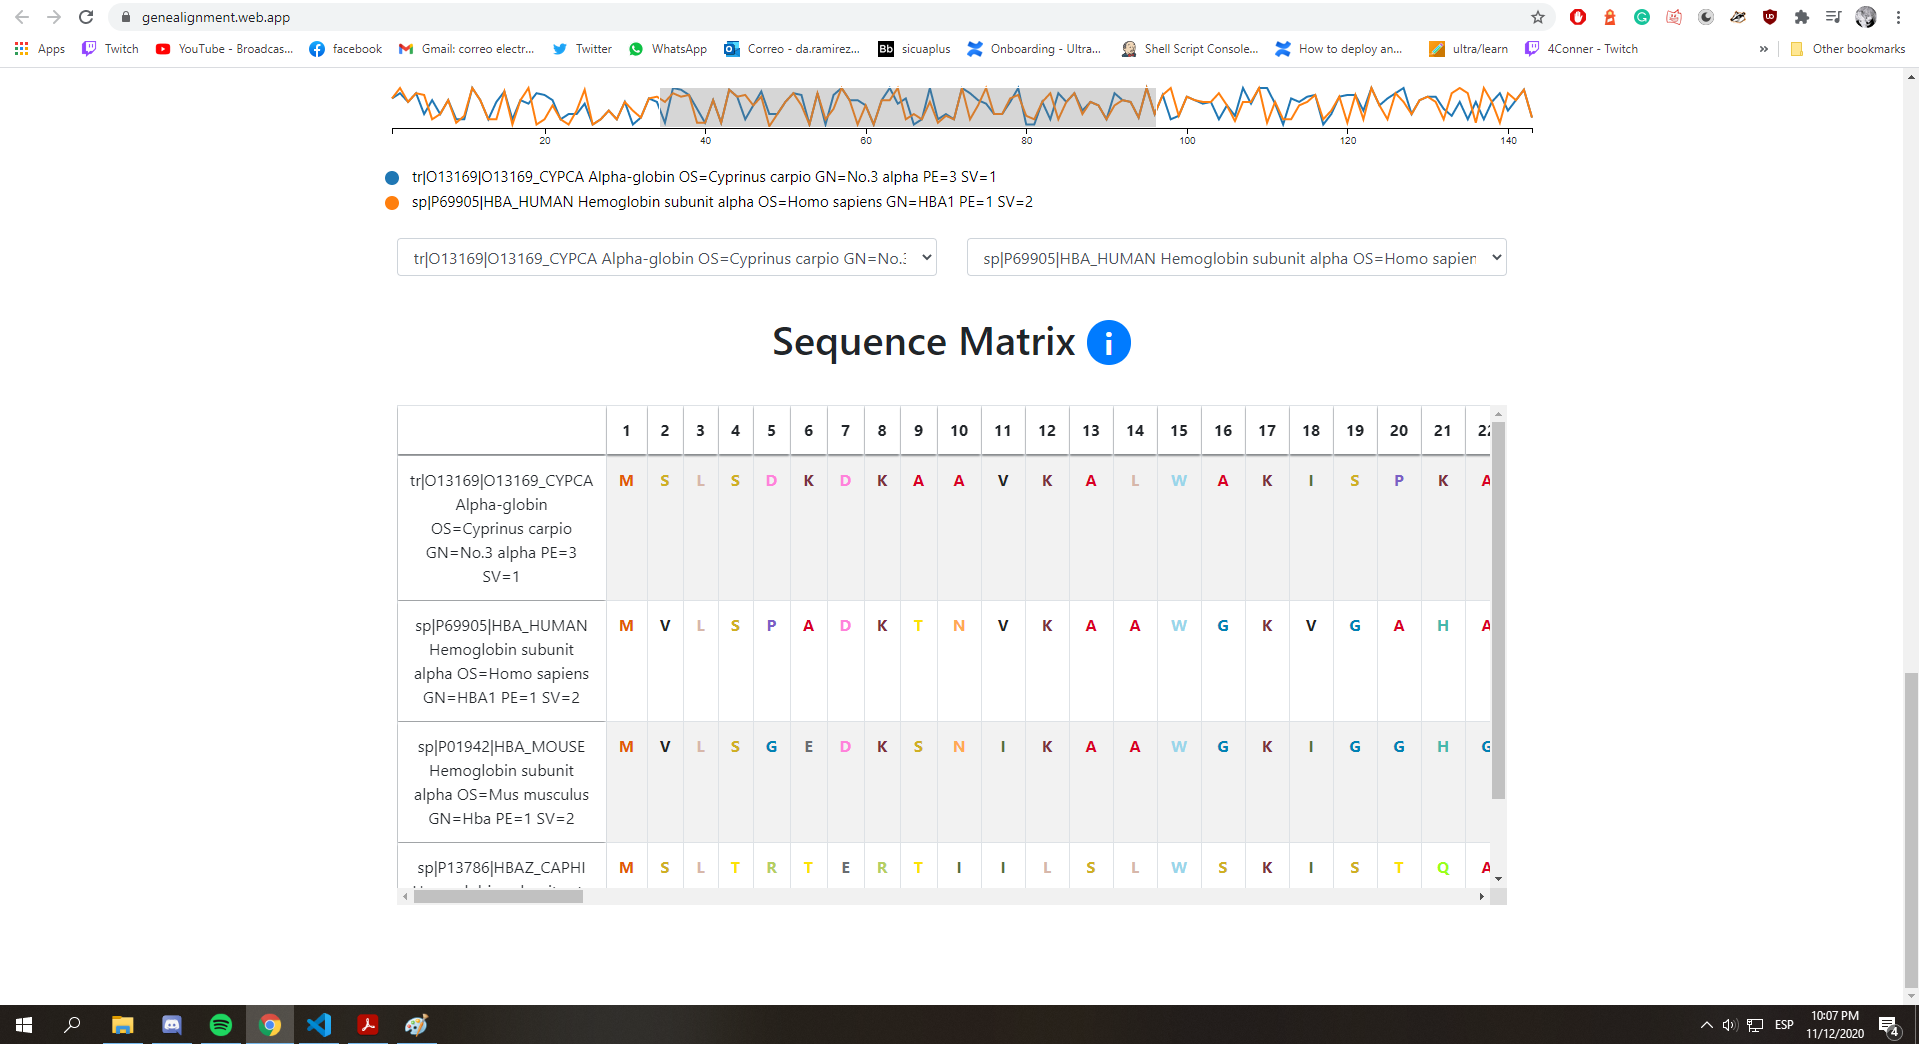 genealignment.web.app
Apps Twitch YouTube - Broadcas... facebook Gmail: correo electr... Twitter WhatsApp Correo - da.ramirez... Bb sicuaplus Onboarding - Ultra... Shell Script Console... How to deploy an... ultra/learn 4Conner - Twitch » Other bookmarks
20 40 60 80 100 120 140
tr|O13169|O13169_CYPCA Alpha-globin OS=Cyprinus carpio GN=No.3 alpha PE=3 SV=1
sp|P69905|HBA_HUMAN Hemoglobin subunit alpha OS=Homo sapiens GN=HBA1 PE=1 SV=2
tr|O13169|O13169_CYPCA Alpha-globin OS=Cyprinus carpio GN=No.3 sp|P69905|HBA_HUMAN Hemoglobin subunit alpha OS=Homo sapien
Sequence Matrix i
1 2 3 4 5 6 7 8 9 10 11 12 13 14 15 16 17 18 19 20 21 22
tr|O13169|O13169_CYPCA M S L S D K D K A A V K A L W A K I S P K A
Alpha-globin
OS=Cyprinus carpio
GN=No.3 alpha PE=3
SV=1
sp|P69905|HBA_HUMAN M V L S P A D K T N V K A A W G K V G A H A
Hemoglobin subunit
alpha OS=Homo sapiens
GN=HBA1 PE=1 SV=2
sp|P01942|HBA_MOUSE M V L S G E D K S N I K A A W G K I G G H G
Hemoglobin subunit
alpha OS=Mus musculus
GN=Hba PE=1 SV=2
sp|P13786|HBAZ_CAPHI M S L T R T E R T I I L S L W S K I S T Q A
ESP
10:07 PM
11/12/2020
4